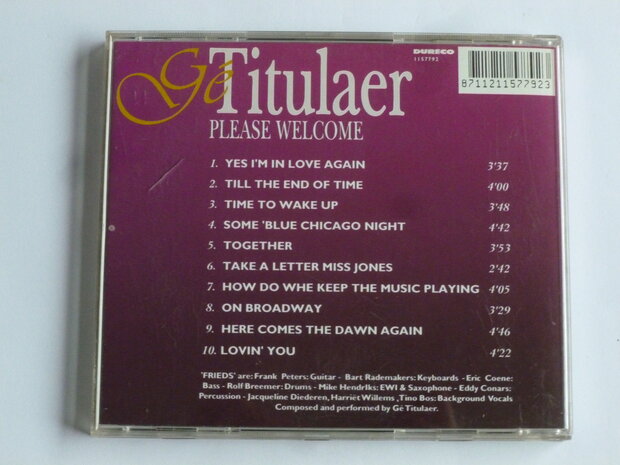 DURECO
1157792
8711211577923
Gé Titulaer
PLEASE WELCOME
1. YES I'M IN LOVE AGAIN 3'37
2. TILL THE END OF TIME 4'00
3. TIME TO WAKE UP 3'48
4. SOME 'BLUE CHICAGO NIGHT 4'42
5. TOGETHER 3'53
6. TAKE A LETTER MISS JONES 2'42
7. HOW DO WHE KEEP THE MUSIC PLAYING 4'05
8. ON BROADWAY 3'29
9. HERE COMES THE DAWN AGAIN 4'46
10. LOVIN' YOU 4'22
'FRIEDS' are: Frank Peters: Guitar - Bart Rademakers: Keyboards - Eric Coene:
Bass - Rolf Breemer: Drums - Mike Hendrlks: EWI & Saxophone - Eddy Conars:
Percussion - Jacqueline Diederen, Harriët Willems ,Tino Bos: Background Vocals
Composed and performed by Gé Titulaer.